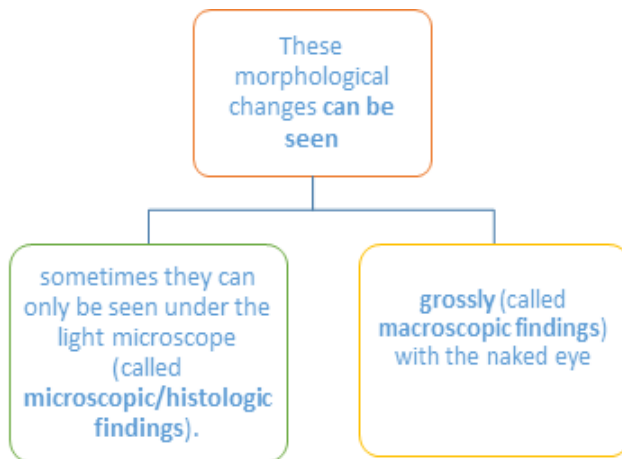 These
morphological
changes can be
seen
sometimes they can
only be seen under the
light microscope
(called
microscopic/histologic
findings).
grossly (called
macroscopic findings)
with the naked eye